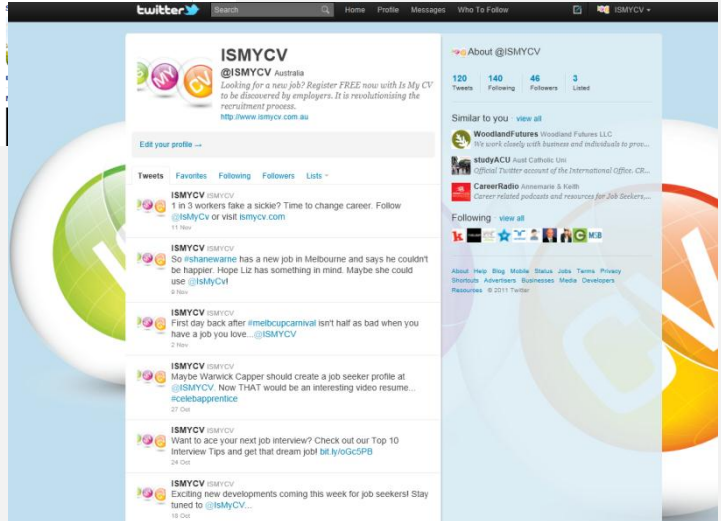 twitter
Search
Home Profile Messages Who To Follow
ISMYCV
MY
CV
ISMYCV
@ISMYCV Australia
Looking for a new job? Register FREE now with Is My CV
to be discovered by employers. It is revolutionising the
recruitment process.
http://www.ismycv.com.au
Edit your profile →
Tweets Favorites Following Followers Lists
ISMYCV ISMYCV
1 in 3 workers fake a sickie? Time to change career. Follow
@IsMyCv or visit ismycv.com
11 Nov
ISMYCV ISMYCV
So #shanewarne has a new job in Melbourne and says he couldn't
be happier. Hope Liz has something in mind. Maybe she could
use @IsMyCv!
9 Nov
ISMYCV ISMYCV
First day back after #melbcupcarnival isn't half as bad when you
have a job you love...@ISMYCV
2 Nov
ISMYCV ISMYCV
Maybe Warwick Capper should create a job seeker profile at
@ISMYCV. Now THAT would be an interesting video resume...
#celebapprentice
27 Oct
ISMYCV ISMYCV
Want to ace your next job interview? Check out our Top 10
Interview Tips and get that dream job! bit.ly/oGc5PB
24 Oct
ISMYCV ISMYCV
Exciting new developments coming this week for job seekers! Stay
tuned to @IsMyCV...
18 Oct
About @ISMYCV
120 140 46 3
Tweets Following Followers Listed
Similar to you · view all
WoodlandFutures Woodland Futures LLC
We work closely with business and individuals to prov...
studyACU Aust Catholic Uni
Official Twitter account of the International Office. CR...
CareerRadio Annemarie & Keith
Career related podcasts and resources for Job Seekers,...
Following · view all
MSB
About Help Blog Mobile Status Jobs Terms Privacy
Shortcuts Advertisers Businesses Media Developers
Resources © 2011 Twitter
CV